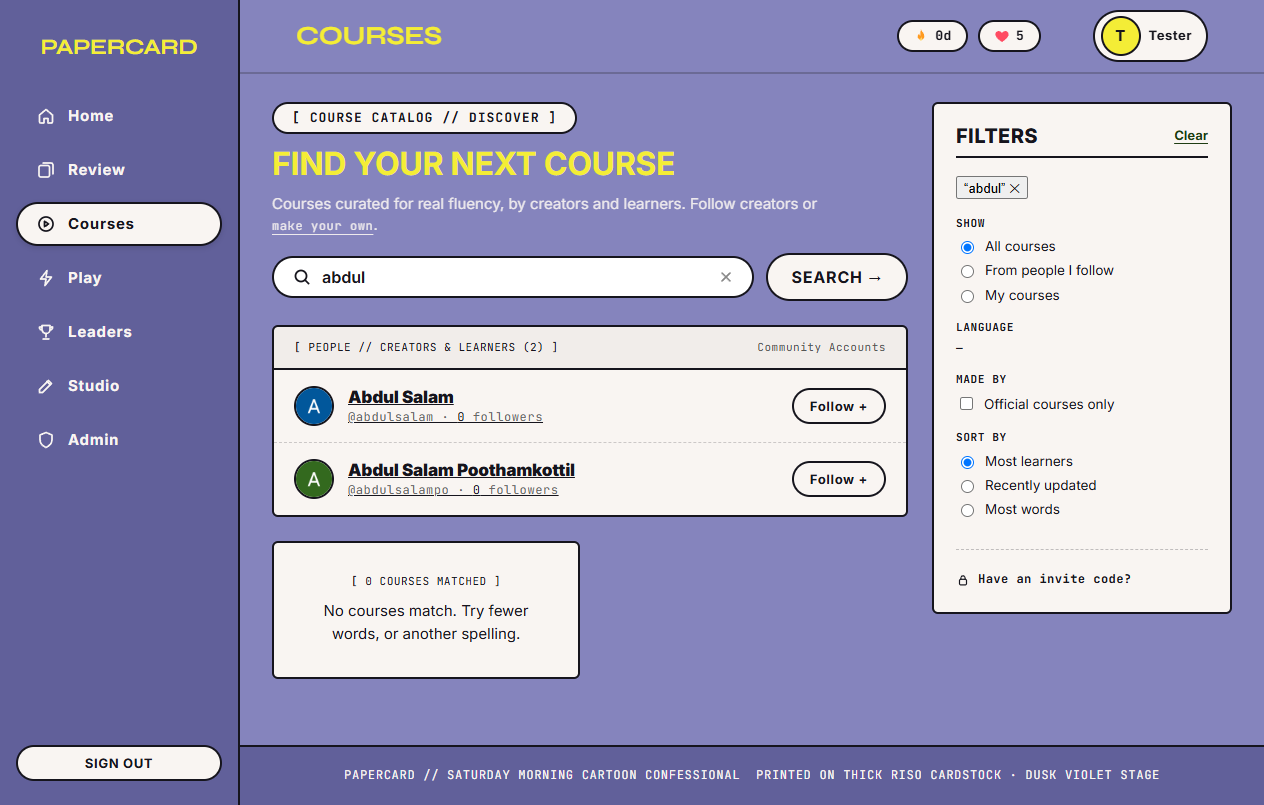 PAPERCARD
Home
Review
Courses
Play
Leaders
Studio
Admin
SIGN OUT
COURSES
0d
5
T
Tester
[ COURSE CATALOG // DISCOVER ]
FIND YOUR NEXT COURSE
Courses curated for real fluency, by creators and learners. Follow creators or
make your own.
abdul
SEARCH →
[ PEOPLE // CREATORS & LEARNERS (2) ]
Community Accounts
A
Abdul Salam
@abdulsalam · 0 followers
Follow +
A
Abdul Salam Poothamkottil
@abdulsalampo · 0 followers
Follow +
[ 0 COURSES MATCHED ]
No courses match. Try fewer
words, or another spelling.
FILTERS
Clear
“abdul”
SHOW
All courses
From people I follow
My courses
LANGUAGE
—
MADE BY
Official courses only
SORT BY
Most learners
Recently updated
Most words
Have an invite code?
PAPERCARD // SATURDAY MORNING CARTOON CONFESSIONAL PRINTED ON THICK RISO CARDSTOCK · DUSK VIOLET STAGE